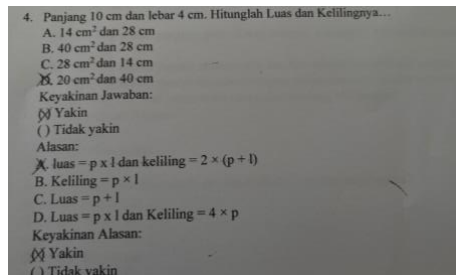 4. Panjang 10 cm dan lebar 4 cm. Hitunglah Luas dan Kelilingnya…
A. 14 cm² dan 28 cm
B. 40 cm² dan 28 cm
C. 28 cm² dan 14 cm
D. 20 cm² dan 40 cm
Keyakinan Jawaban:
(X) Yakin
( ) Tidak yakin
Alasan:
A. luas = p x l dan keliling = 2 × (p + l)
B. Keliling = p × l
C. Luas = p + l
D. Luas = p x l dan Keliling = 4 × p
Keyakinan Alasan:
(X) Yakin
( ) Tidak yakin